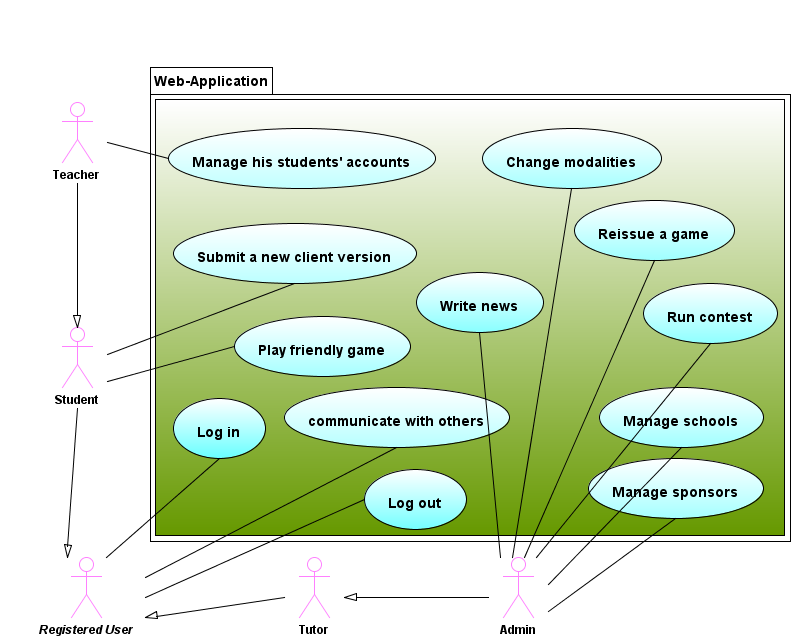 Web-Application
Teacher
Manage his students' accounts
Change modalities
Reissue a game
Submit a new client version
Write news
Run contest
Play friendly game
Student
communicate with others
Manage schools
Log in
Log out
Manage sponsors
Registered User
Tutor
Admin